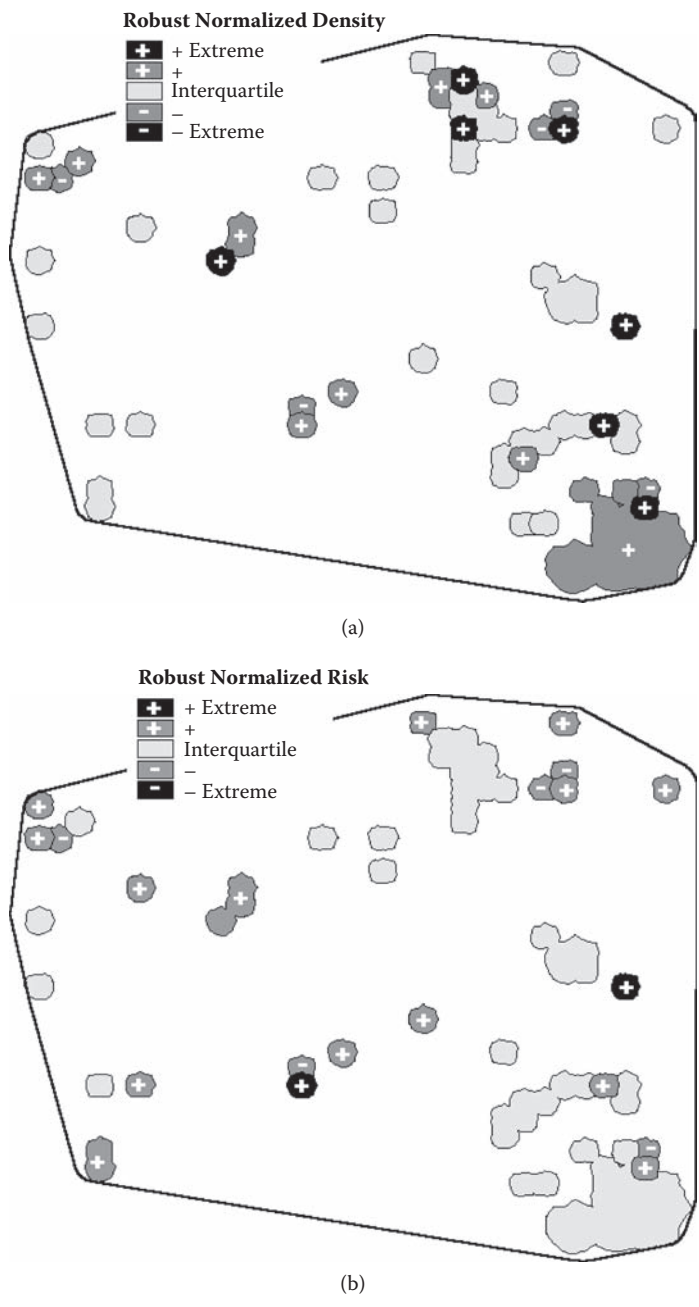 Robust Normalized Density
+ + Extreme
+ +
Interquartile
- –
- – Extreme
(a)
Robust Normalized Risk
+ + Extreme
+ +
Interquartile
- –
- – Extreme
(b)